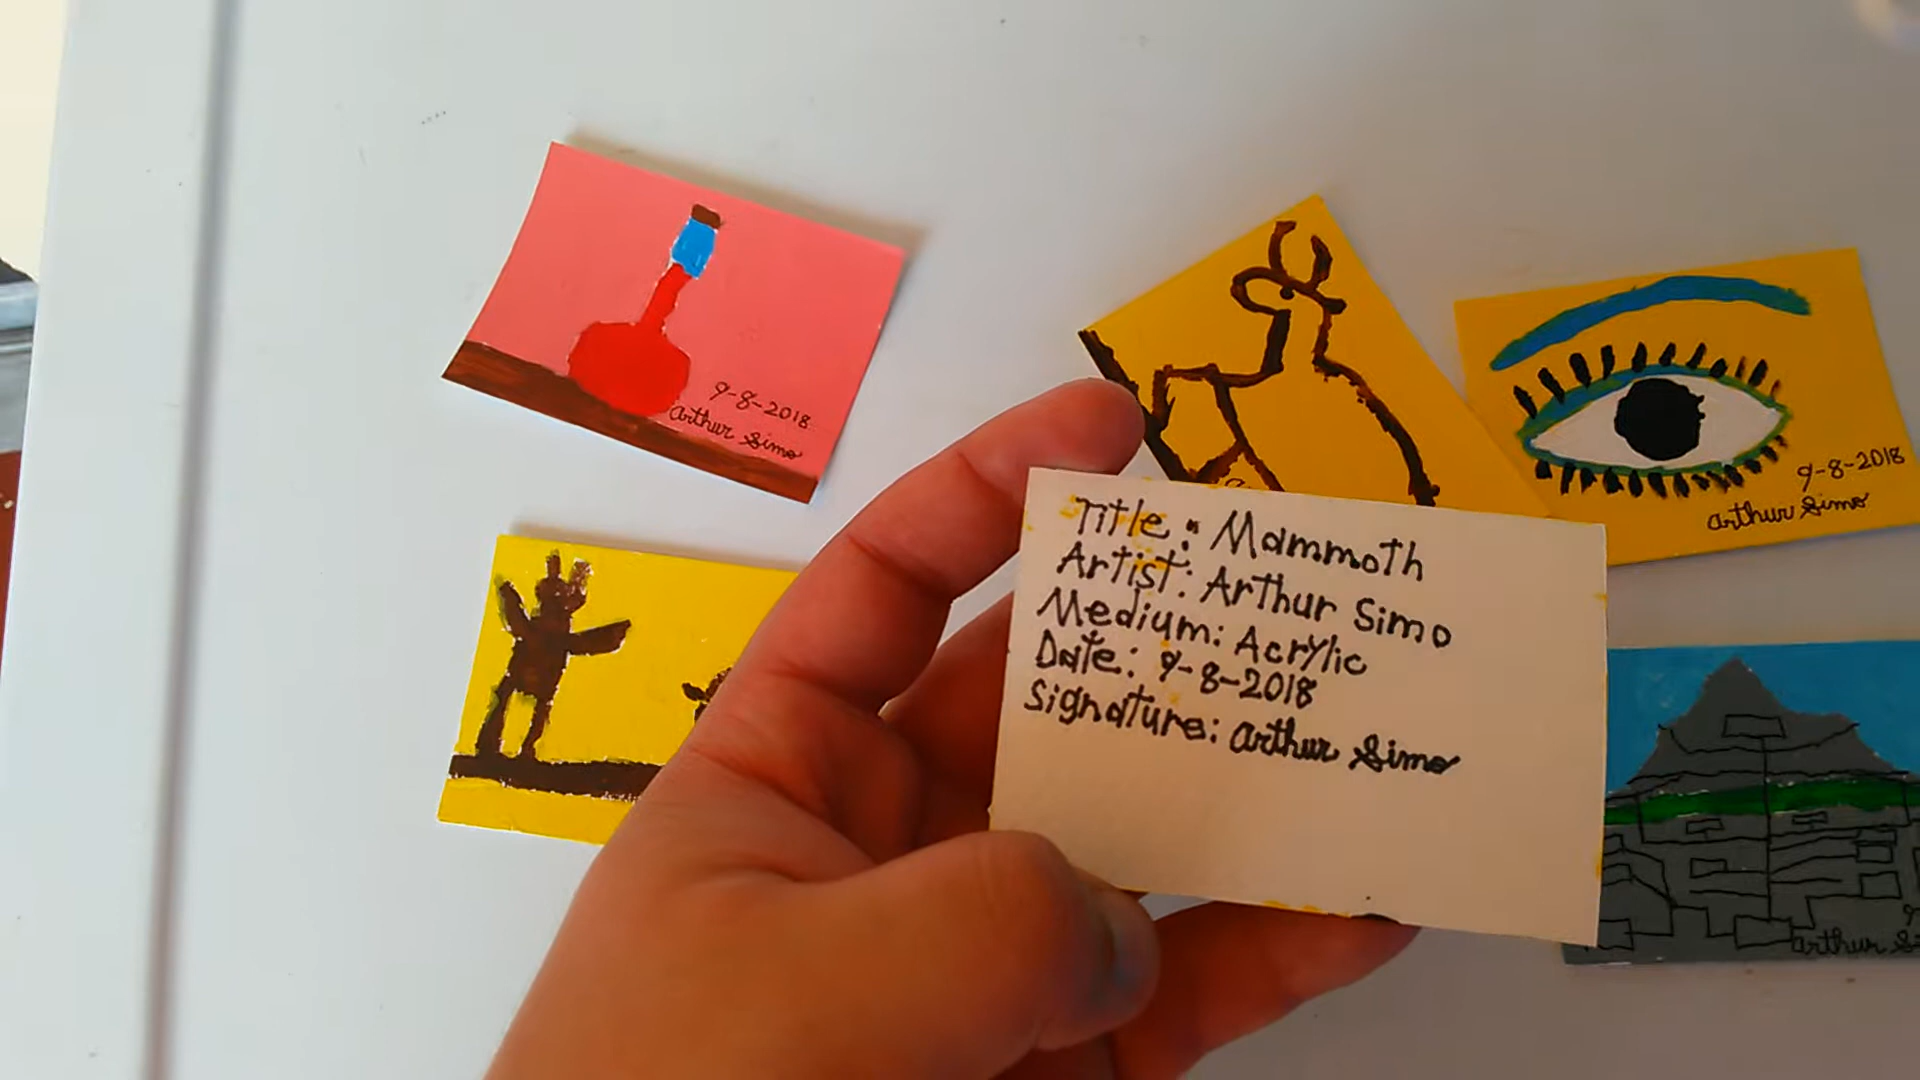 9-8-2018
Arthur Simo
9-8-2018
Arthur Simo
Title: Mammoth
Artist: Arthur Simo
Medium: Acrylic
Date: 9-8-2018
Signature: Arthur Simo
Arthur